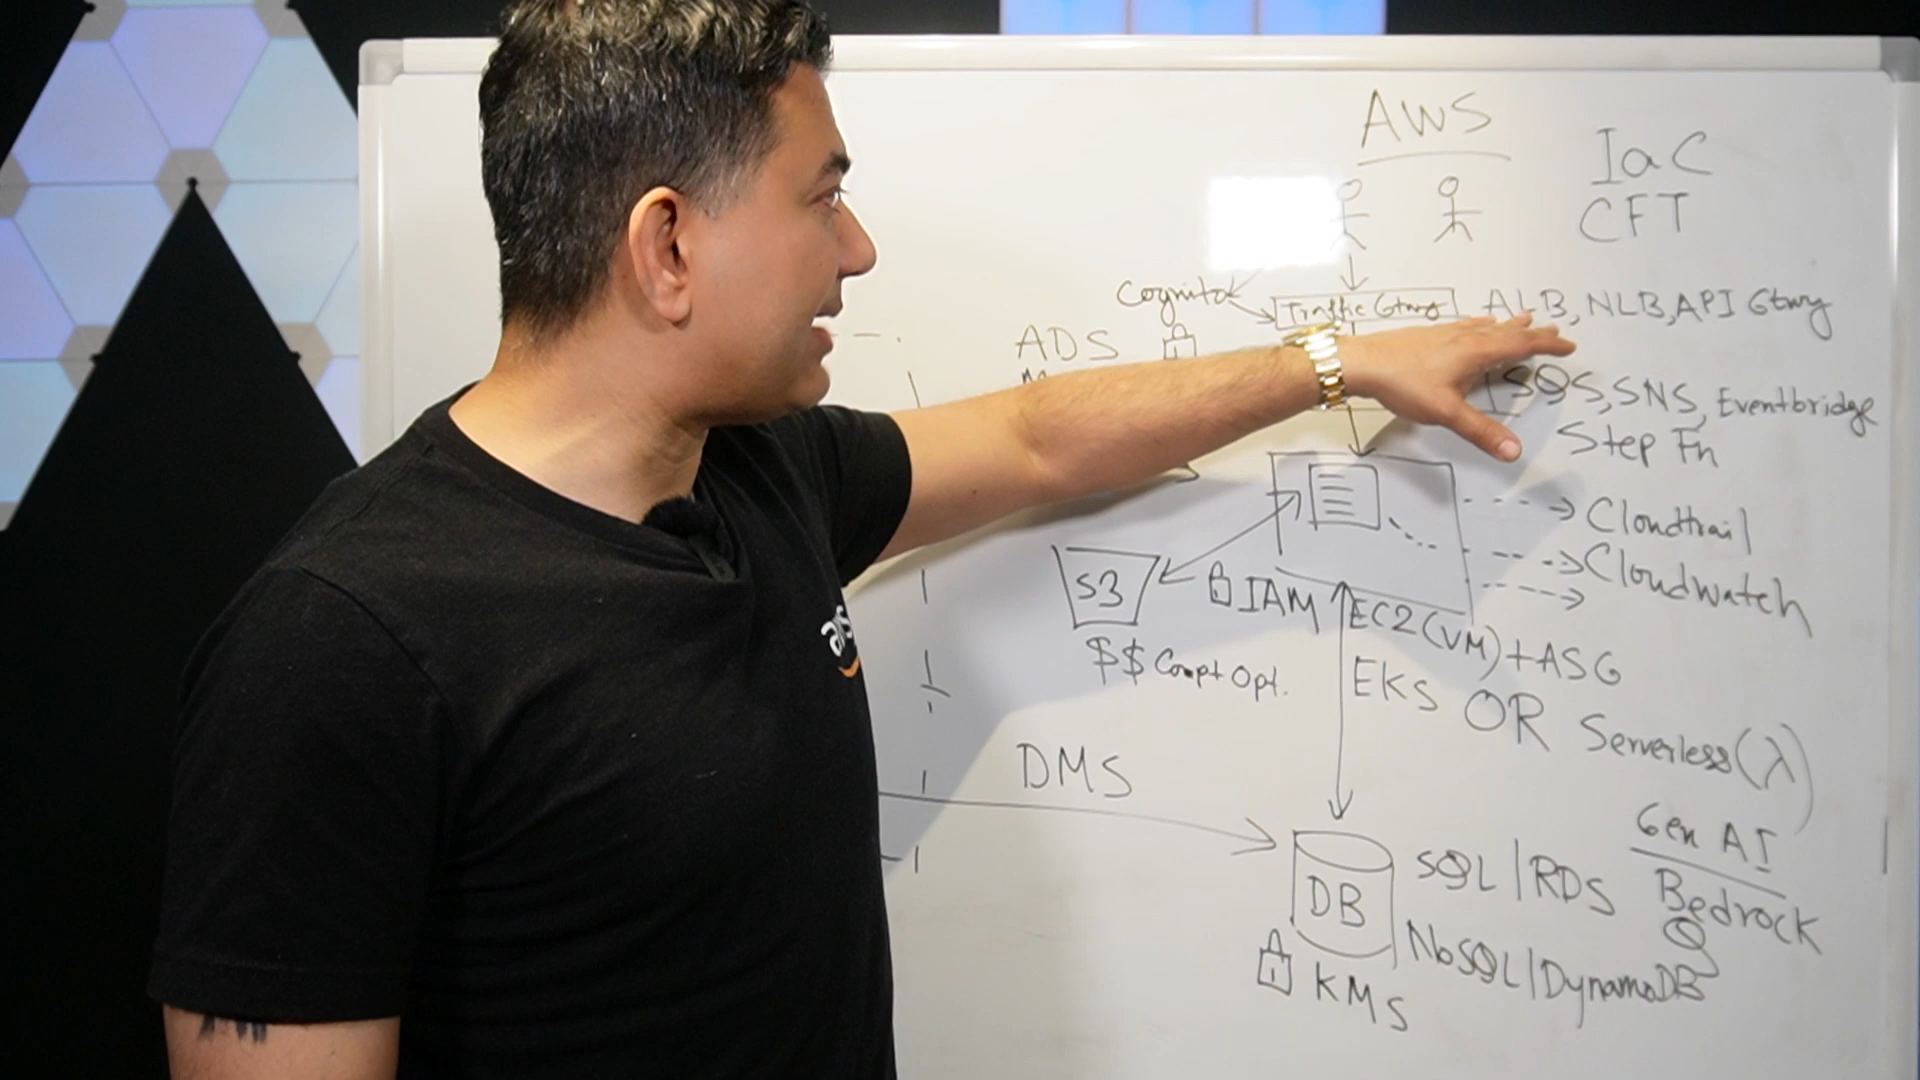 AWS
IaC
CFT
Cognito
Traffic Gtwy
ALB, NLB, API Gtwy
ADS
SQS, SNS, Eventbridge
Step Fn
Cloudtrail
Cloudwatch
S3
IAM
EC2(VM)+ASG
$$ Compt Opt.
EKS OR Serverless(λ)
aws
DMS
Gen AI
Bedrock
Q
DB
SQL/RDS
NoSQL/DynamoDB
KMS